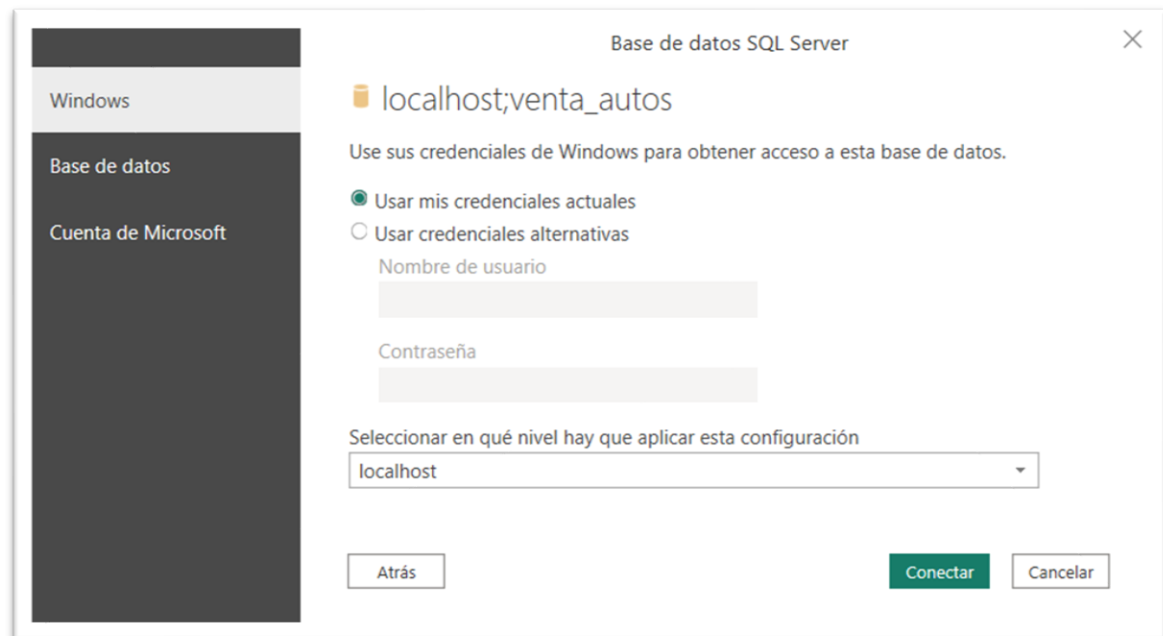 Base de datos SQL Server
Windows
Base de datos
Cuenta de Microsoft
localhost;venta_autos
Use sus credenciales de Windows para obtener acceso a esta base de datos.
Usar mis credenciales actuales
Usar credenciales alternativas
Nombre de usuario
Contraseña
Seleccionar en qué nivel hay que aplicar esta configuración
localhost
Atrás
Conectar
Cancelar